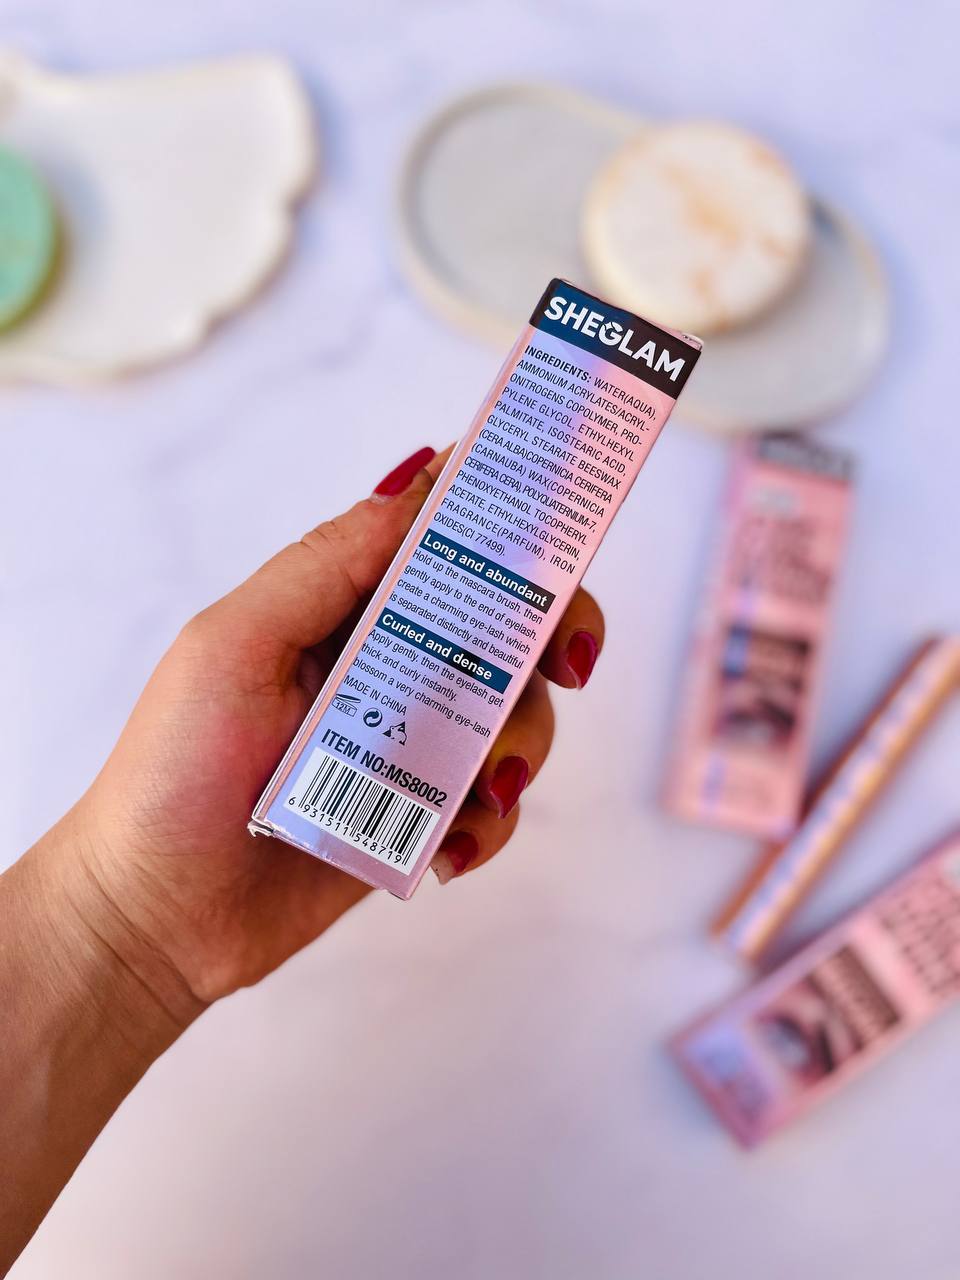 SHEGLAM
INGREDIENTS: WATER(AQUA),
AMMONIUM ACRYLATES/ACRYL-
ONITROGENS COPOLYMER, PRO-
PYLENE GLYCOL, ETHYLHEXYL
PALMITATE, ISOSTEARIC ACID,
GLYCERYL STEARATE BEESWAX
(CERA ALBA)COPERNICIA CERIFERA
(CARNAUBA) WAX(COPERNICIA
CERIFERA CERA), POLYQUATERNIUM-7,
PHENOXYETHANOL TOCOPHERYL
ACETATE, ETHYLHEXYLGLYCERIN,
FRAGRANCE(PARFUM), IRON
OXIDES(CI 77499).
Long and abundant
Hold up the mascara brush, then
gently apply to the end of eyelash.
create a charming eye-lash which
is separated distinctly and beautiful
Curled and dense
Apply gently, then the eyelash get
thick and curly instantly.
blossom a very charming eye-lash
MADE IN CHINA
12M
ITEM NO:MS8002
6 931511 548719